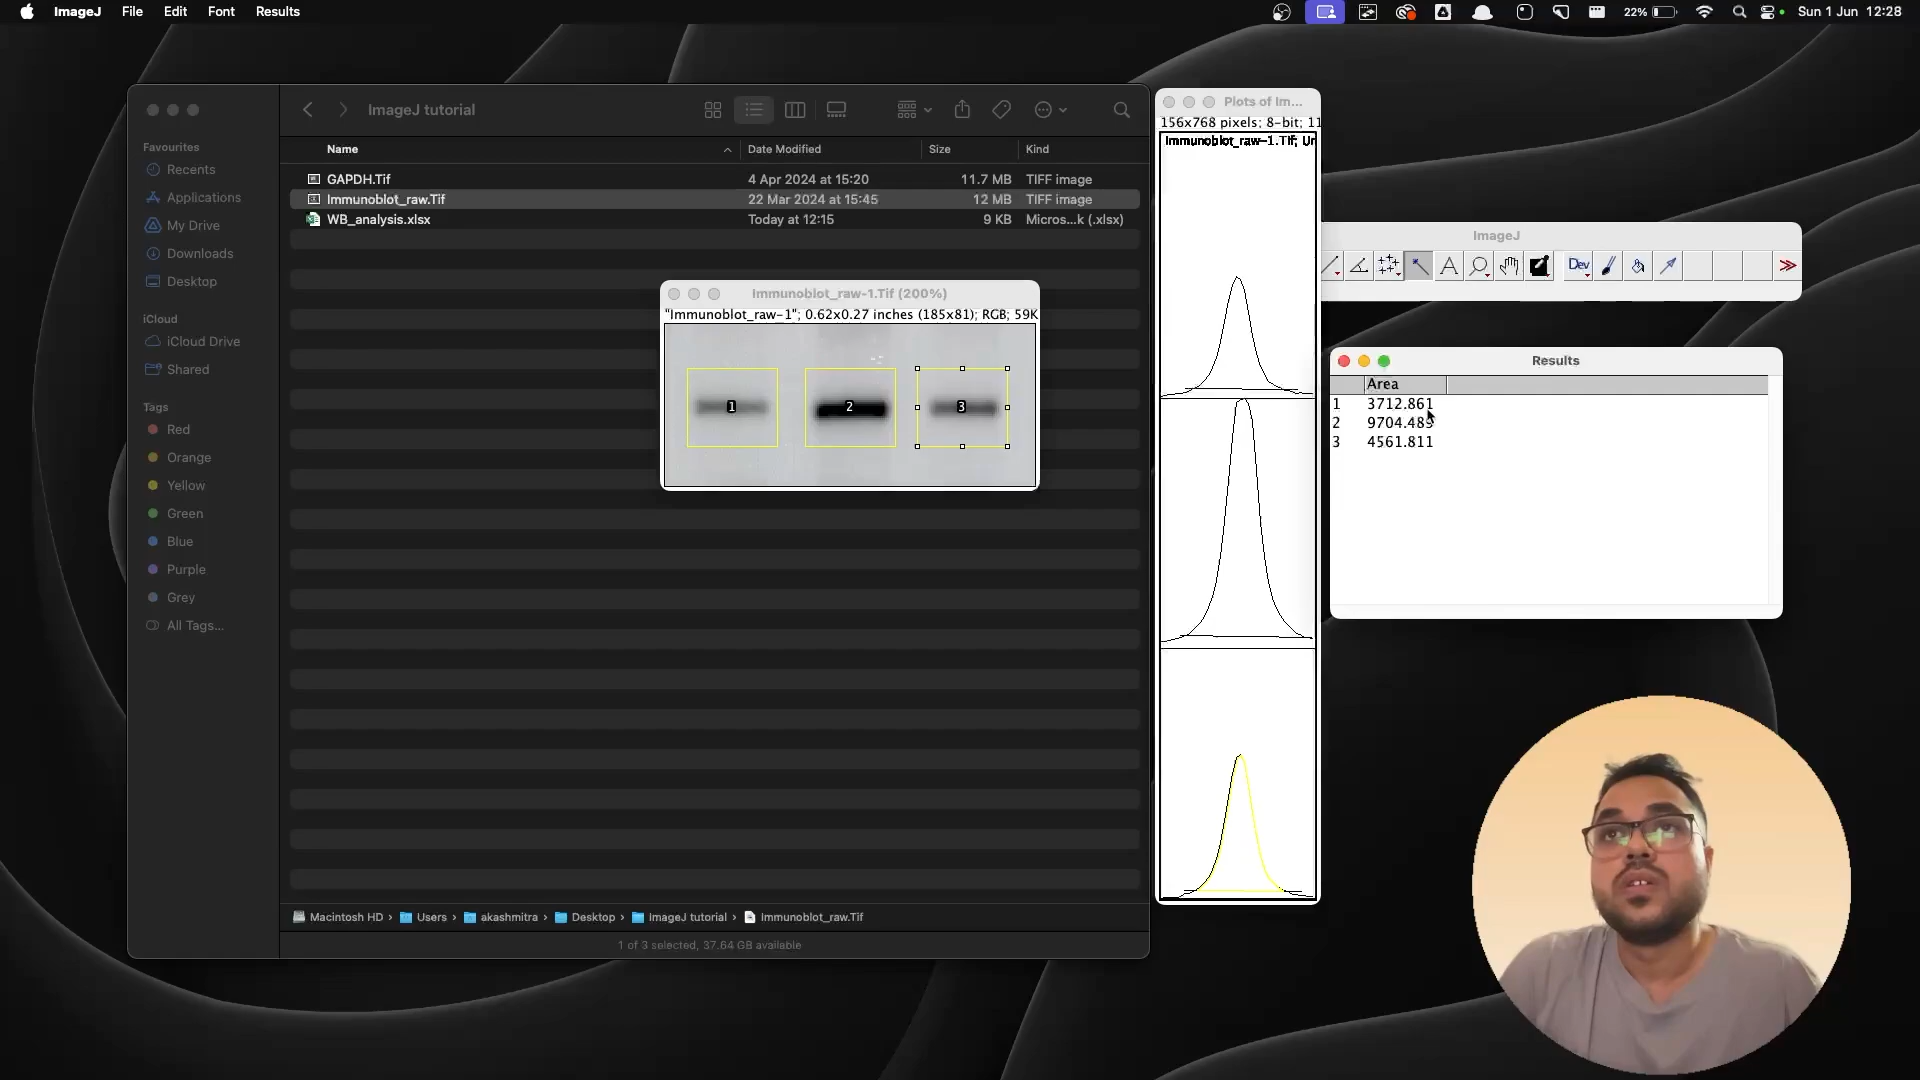 ImageJ File Edit Font Results
22% Sun 1 Jun 12:28
ImageJ tutorial
Favourites
Recents
Applications
My Drive
Downloads
Desktop
iCloud
iCloud Drive
Shared
Tags
Red
Orange
Yellow
Green
Blue
Purple
Grey
All Tags...
Name Date Modified Size Kind
GAPDH.Tif 4 Apr 2024 at 15:20 11.7 MB TIFF image
Immunoblot_raw.Tif 22 Mar 2024 at 15:45 12 MB TIFF image
WB_analysis.xlsx Today at 12:15 9 KB Micros...k (.xlsx)
Immunoblot_raw-1.Tif (200%)
"Immunoblot_raw-1"; 0.62x0.27 inches (185x81); RGB; 59K
1 2 3
Macintosh HD › Users › akashmitra › Desktop › ImageJ tutorial › Immunoblot_raw.Tif
1 of 3 selected, 37.64 GB available
Plots of Im...
156x768 pixels; 8-bit; 11
Immunoblot_raw-1.Tif; Un
ImageJ
A Dev
Results
Area
1 3712.861
2 9704.489
3 4561.811